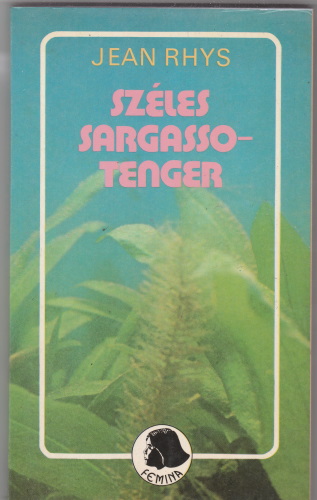 JEAN RHYS
SZÉLES
SARGASSO-
TENGER
FEMINA